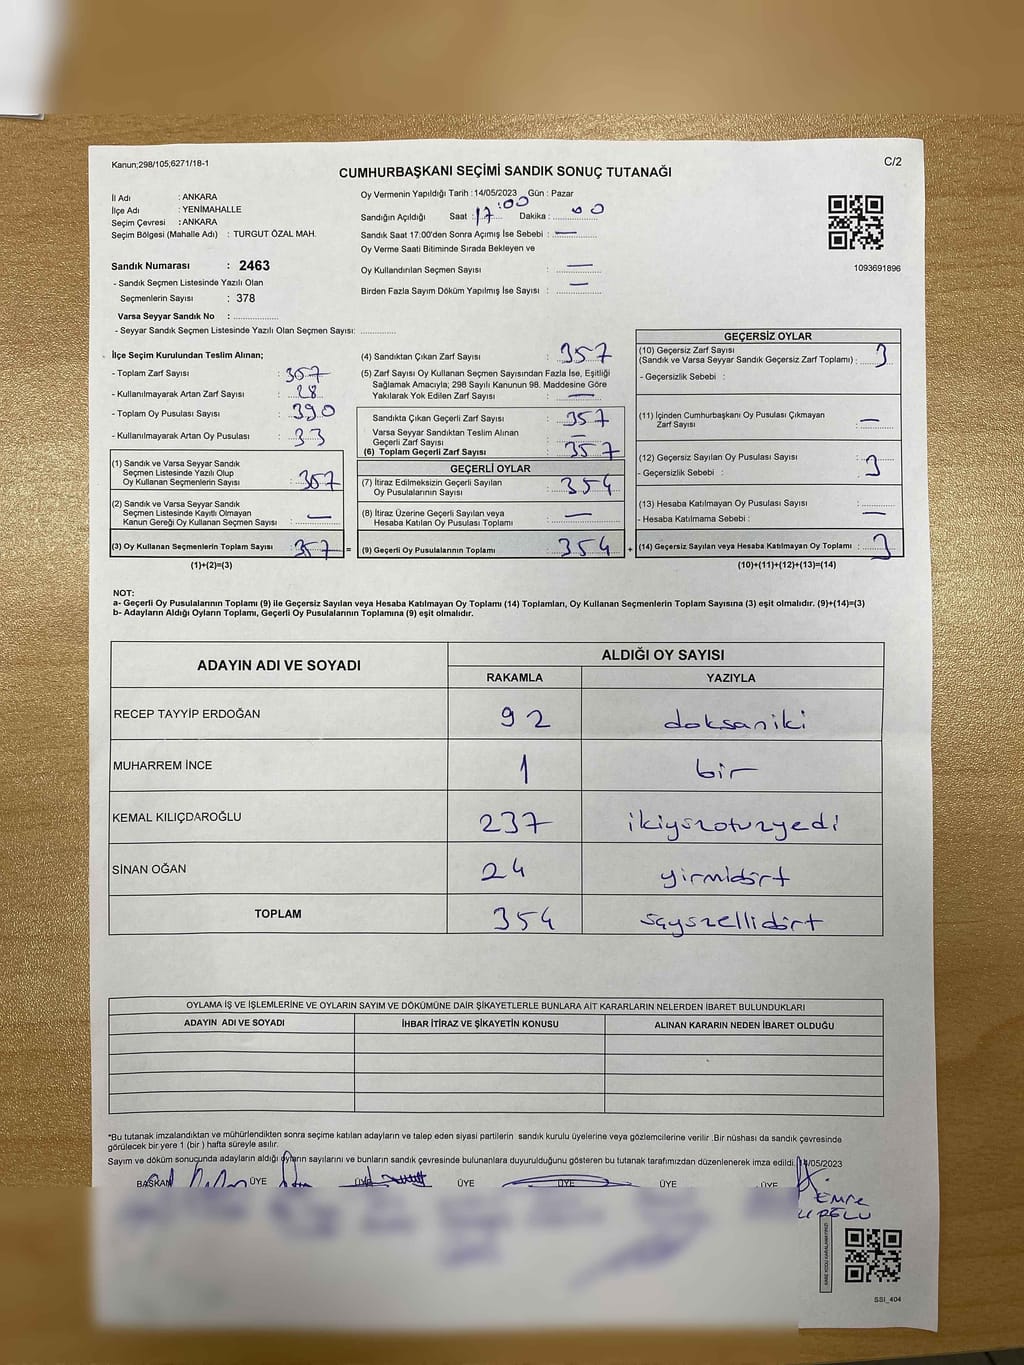 Kanun;298/105;6271/18-1
C/2
CUMHURBAŞKANI SEÇİMİ SANDIK SONUÇ TUTANAĞI
İl Adı : ANKARA
İlçe Adı : YENİMAHALLE
Seçim Çevresi : ANKARA
Seçim Bölgesi (Mahalle Adı) : TURGUT ÖZAL MAH.
Sandık Numarası : 2463
- Sandık Seçmen Listesinde Yazılı Olan
Seçmenlerin Sayısı : 378
Varsa Seyyar Sandık No : ..................
- Seyyar Sandık Seçmen Listesinde Yazılı Olan Seçmen Sayısı: .............
Oy Vermenin Yapıldığı Tarih : 14/05/2023 Gün : Pazar
Sandığın Açıldığı Saat : 17:00 Dakika : 00
Sandık Saat 17:00'den Sonra Açımış İse Sebebi : —
Oy Verme Saati Bitiminde Sırada Bekleyen ve
Oy Kullandırılan Seçmen Sayısı : —
Birden Fazla Sayım Döküm Yapılmış İse Sayısı : —
1093691896
İlçe Seçim Kurulundan Teslim Alınan;
- Toplam Zarf Sayısı :
- Kullanılmayarak Artan Zarf Sayısı : 28
- Toplam Oy Pusulası Sayısı : 390
- Kullanılmayarak Artan Oy Pusulası : 33
(1) Sandık ve Varsa Seyyar Sandık
Seçmen Listesinde Yazılı Olup
Oy Kullanan Seçmenlerin Sayısı : 357
(2) Sandık ve Varsa Seyyar Sandık
Seçmen Listesinde Kayıtlı Olmayan
Kanun Gereği Oy Kullanan Seçmen Sayısı : —
(3) Oy Kullanan Seçmenlerin Toplam Sayısı : 357 =
(1)+(2)=(3)
(4) Sandıktan Çıkan Zarf Sayısı : 357
(5) Zarf Sayısı Oy Kullanan Seçmen Sayısından Fazla İse, Eşitliği
Sağlamak Amacıyla; 298 Sayılı Kanunun 98. Maddesine Göre
Yakılarak Yok Edilen Zarf Sayısı : —
Sandıkta Çıkan Geçerli Zarf Sayısı : 357
Varsa Seyyar Sandıktan Teslim Alınan
Geçerli Zarf Sayısı : —
(6) Toplam Geçerli Zarf Sayısı : 357
GEÇERLİ OYLAR
(7) İtiraz Edilmeksizin Geçerli Sayılan
Oy Pusulalarının Sayısı : 354
(8) İtiraz Üzerine Geçerli Sayılan veya
Hesaba Katılan Oy Pusulası Toplamı : —
(9) Geçerli Oy Pusulalarının Toplamı : 354 +
GEÇERSİZ OYLAR
(10) Geçersiz Zarf Sayısı
(Sandık ve Varsa Seyyar Sandık Geçersiz Zarf Toplamı) : 3
- Geçersizlik Sebebi :
(11) İçinden Cumhurbaşkanı Oy Pusulası Çıkmayan
Zarf Sayısı : —
(12) Geçersiz Sayılan Oy Pusulası Sayısı : 3
- Geçersizlik Sebebi :
(13) Hesaba Katılmayan Oy Pusulası Sayısı : —
- Hesaba Katılmama Sebebi :
(14) Geçersiz Sayılan veya Hesaba Katılmayan Oy Toplamı : 3
(10)+(11)+(12)+(13)=(14)
NOT:
a- Geçerli Oy Pusulalarının Toplamı (9) ile Geçersiz Sayılan veya Hesaba Katılmayan Oy Toplamı (14) Toplamları, Oy Kullanan Seçmenlerin Toplam Sayısına (3) eşit olmalıdır. (9)+(14)=(3)
b- Adayların Aldığı Oyların Toplamı, Geçerli Oy Pusulalarının Toplamına (9) eşit olmalıdır.
ADAYIN ADI VE SOYADI
ALDIĞI OY SAYISI
RAKAMLA YAZIYLA
RECEP TAYYİP ERDOĞAN 92 doksaniki
MUHARREM İNCE 1 bir
KEMAL KILIÇDAROĞLU 237 ikiyüzotuzyedi
SİNAN OĞAN 24 yirmidört
TOPLAM 354 üçyüzellidört
OYLAMA İŞ VE İŞLEMLERİNE VE OYLARIN SAYIM VE DÖKÜMÜNE DAİR ŞİKAYETLERLE BUNLARA AİT KARARLARIN NELERDEN İBARET BULUNDUKLARI
ADAYIN ADI VE SOYADI İHBAR İTİRAZ VE ŞİKAYETİN KONUSU ALINAN KARARIN NEDEN İBARET OLDUĞU
*Bu tutanak imzalandıktan ve mühürlendikten sonra seçime katılan adayların ve talep eden siyasi partilerin sandık kurulu üyelerine veya gözlemcilerine verilir .Bir nüshası da sandık çevresinde
görülecek bir yere 1 (bir ) hafta süreyle asılır.
Sayım ve döküm sonucunda adayların aldığı oyların sayılarını ve bunların sandık çevresinde bulunanlara duyurulduğunu gösteren bu tutanak tarafımızdan düzenlenerek imza edildi. 14/05/2023
BAŞKAN ÜYE ÜYE ÜYE ÜYE ÜYE ÜYE
Emre
SSI_404